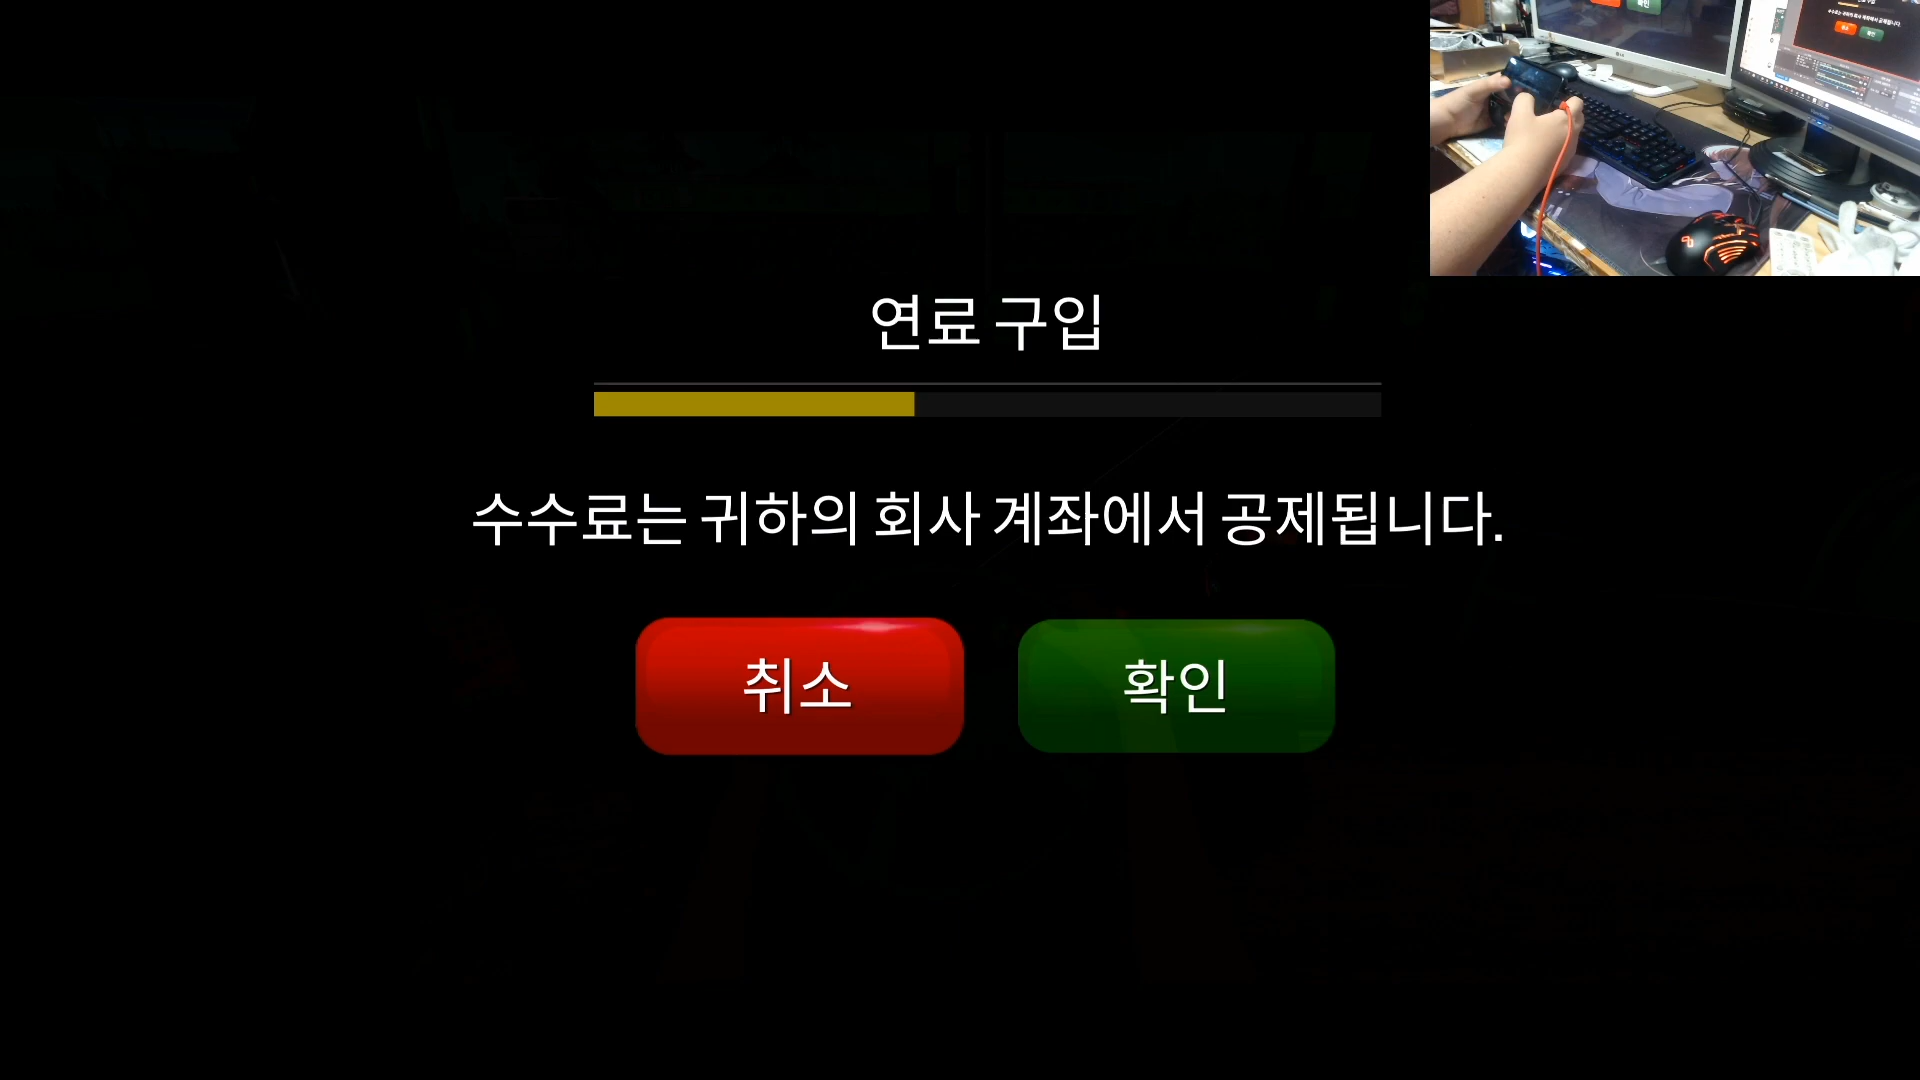 연료 구입
수수료는 귀하의 회사 계좌에서 공제됩니다.
취소
확인